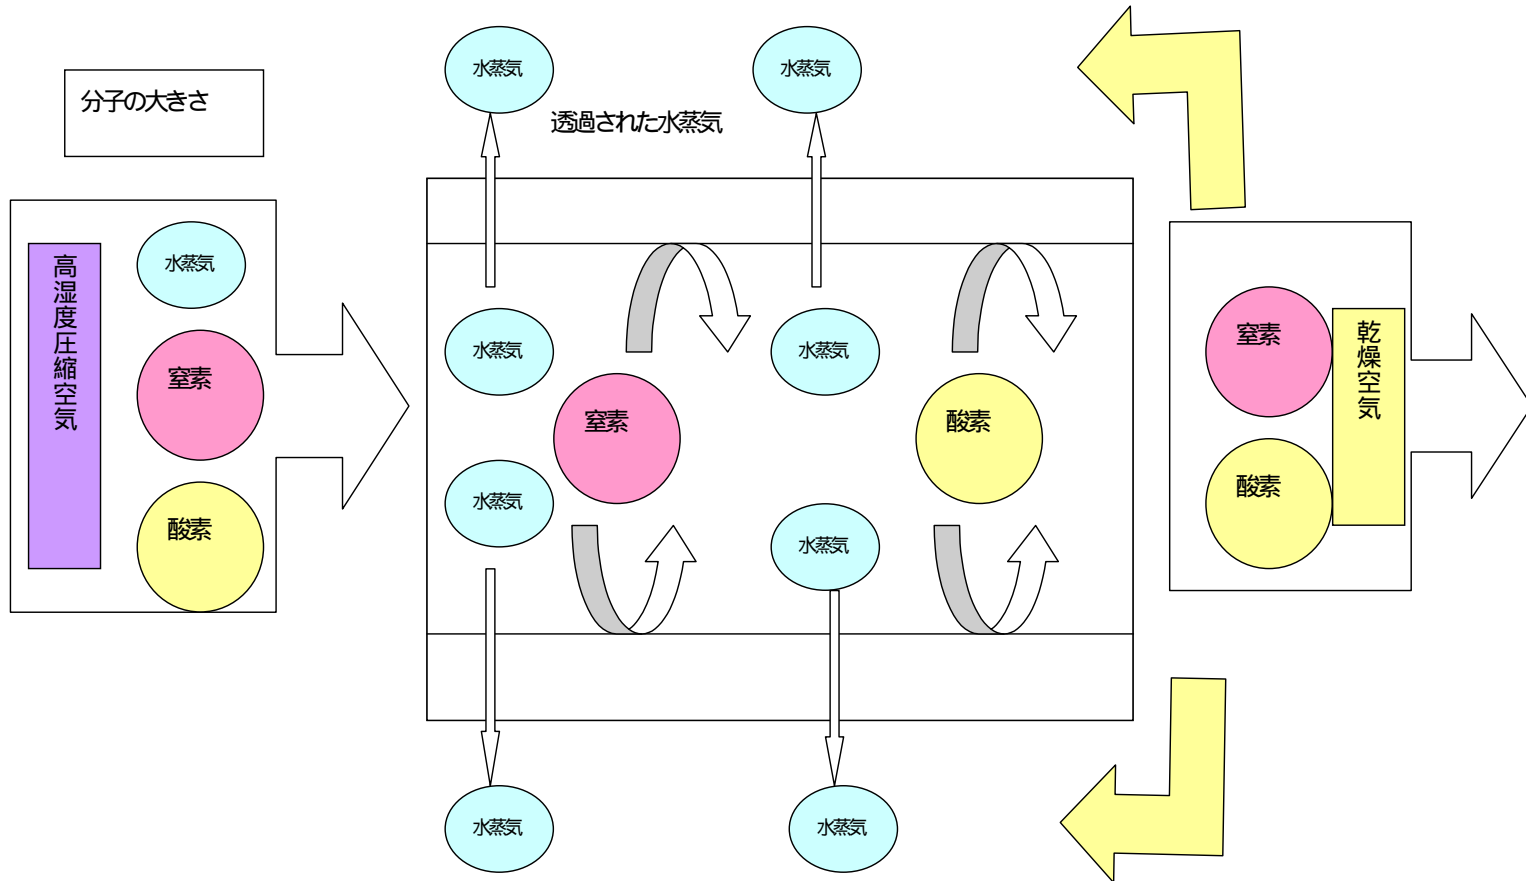 水蒸気
水蒸気
分子の大きさ
透過された水蒸気
高湿度圧縮空気
水蒸気
窒素
酸素
水蒸気
水蒸気
窒素
酸素
水蒸気
水蒸気
窒素
酸素
乾燥空気
水蒸気
水蒸気